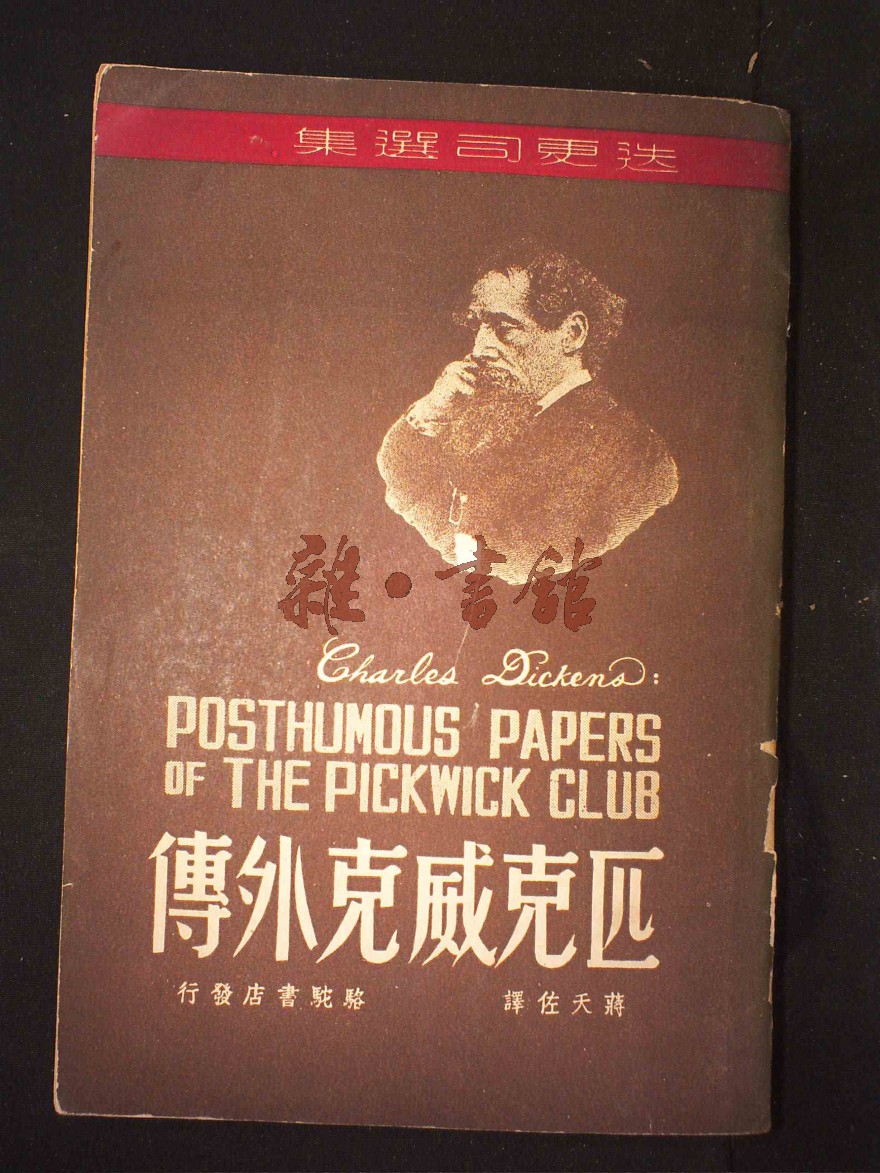 迭更司選集
雜·書館
Charles Dickens:
POSTHUMOUS PAPERS
OF THE PICKWICK CLUB
匹克威克外傳
蔣天佐譯 駱駝書店發行